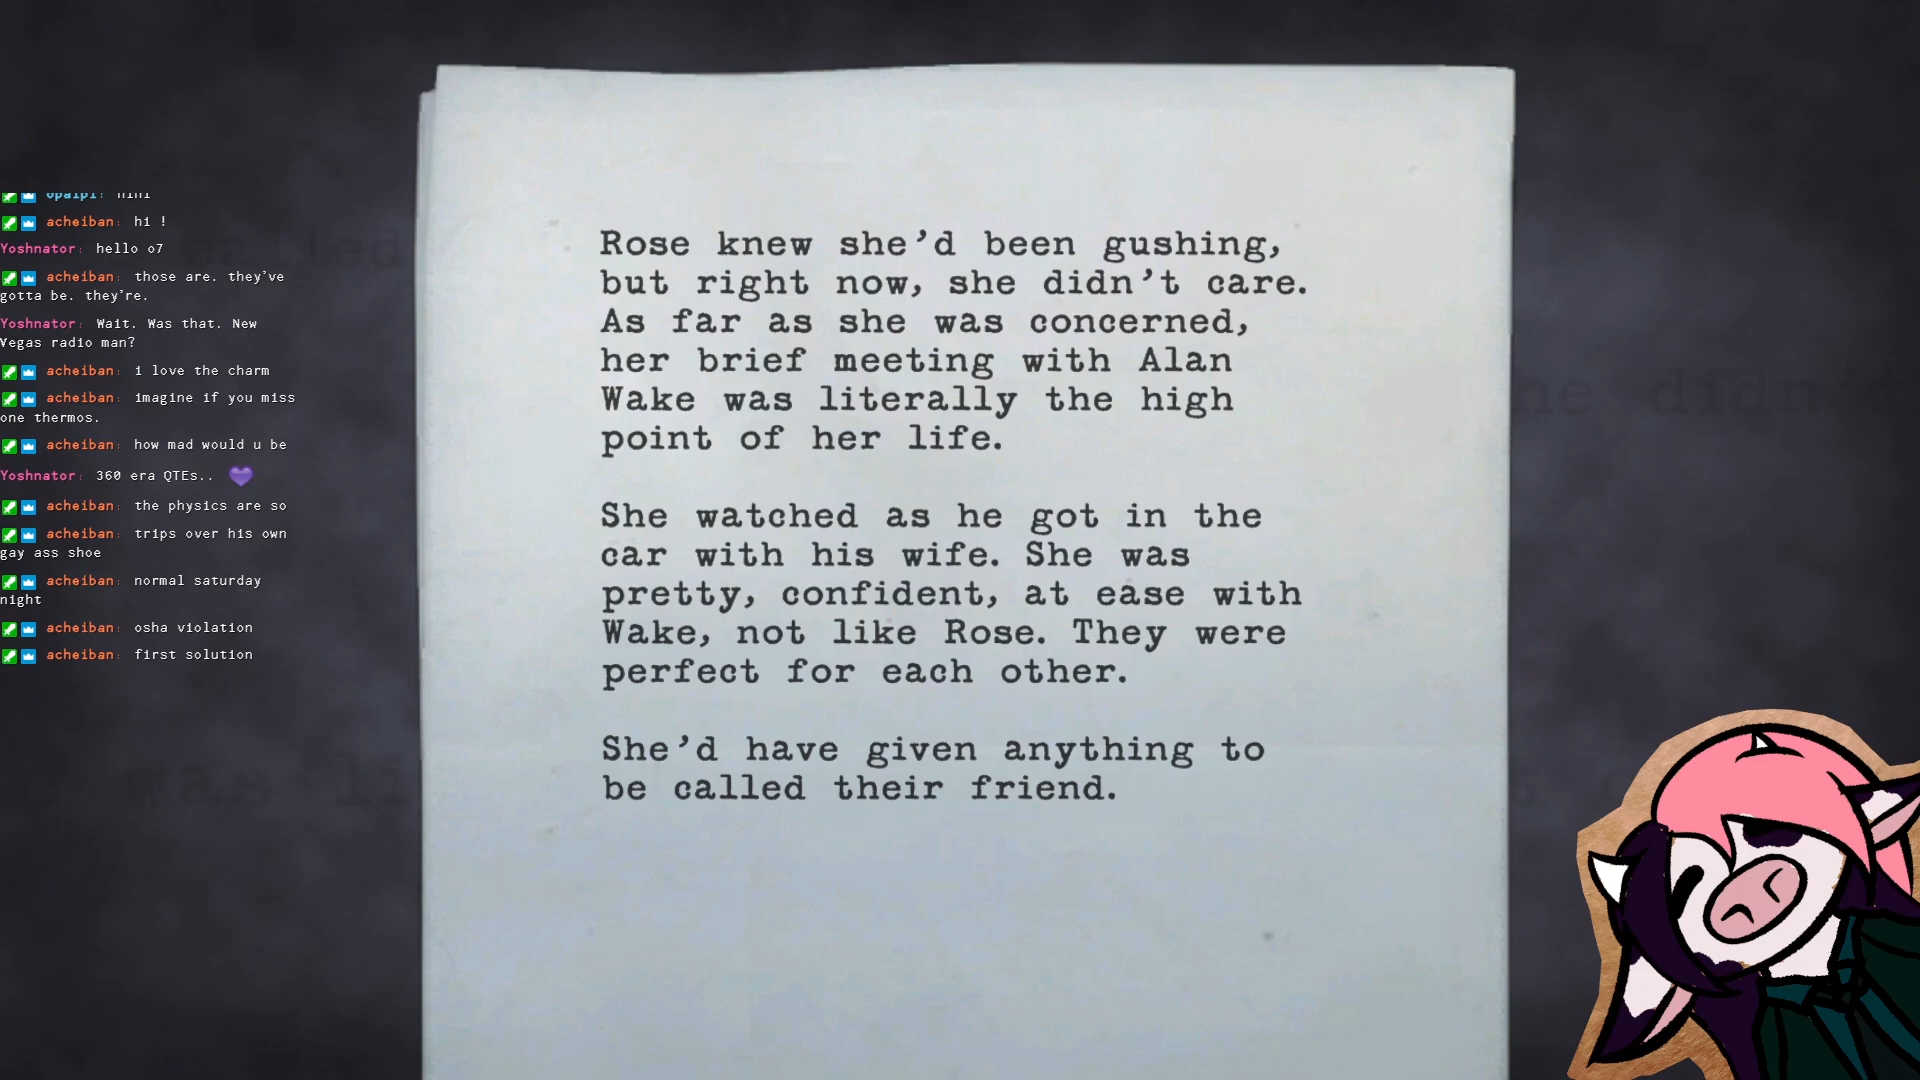 opalpi: hihi
acheiban: hi !
Yoshnator: hello o7
acheiban: those are. they've
gotta be. they're.
Yoshnator: Wait. Was that. New
Vegas radio man?
acheiban: i love the charm
acheiban: imagine if you miss
one thermos.
acheiban: how mad would u be
Yoshnator: 360 era QTEs..
acheiban: the physics are so
acheiban: trips over his own
gay ass shoe
acheiban: normal saturday
night
acheiban: osha violation
acheiban: first solution
Rose knew she’d been gushing,
but right now, she didn’t care.
As far as she was concerned,
her brief meeting with Alan
Wake was literally the high
point of her life.
She watched as he got in the
car with his wife. She was
pretty, confident, at ease with
Wake, not like Rose. They were
perfect for each other.
She’d have given anything to
be called their friend.